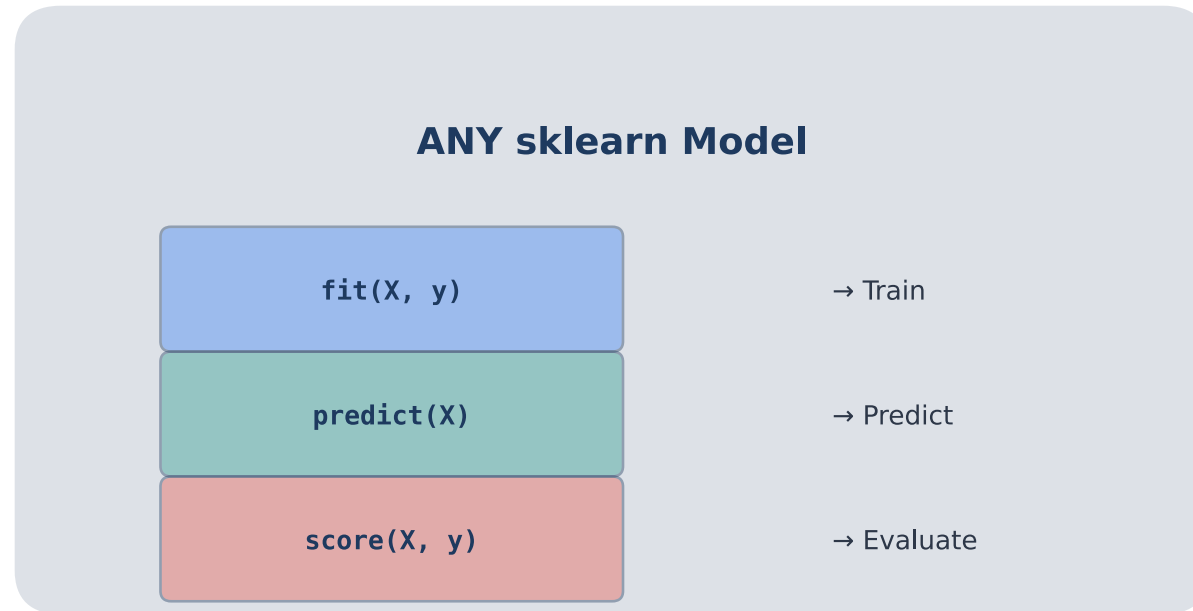 ANY sklearn Model
fit(X, y) → Train
predict(X) → Predict
score(X, y) → Evaluate